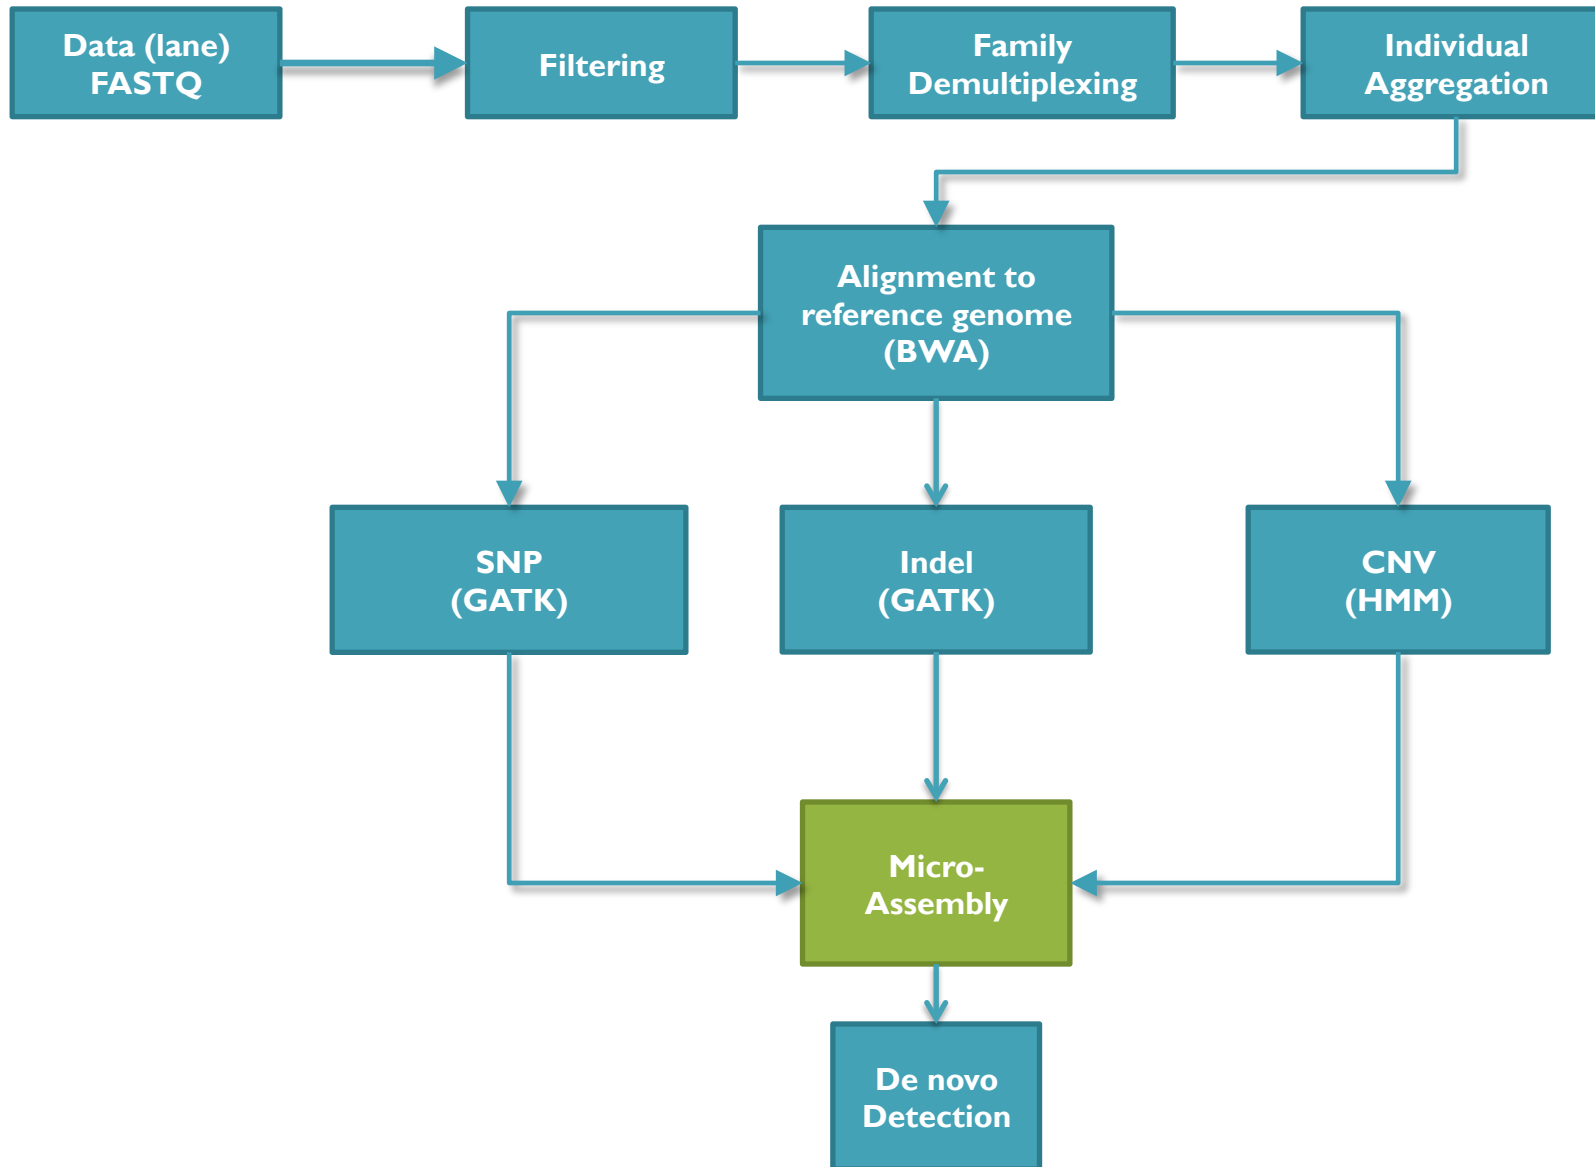 Data (lane)
FASTQ
Filtering
Family
Demultiplexing
Individual
Aggregation
Alignment to
reference genome
(BWA)
SNP
(GATK)
Indel
(GATK)
CNV
(HMM)
Micro-
Assembly
De novo
Detection